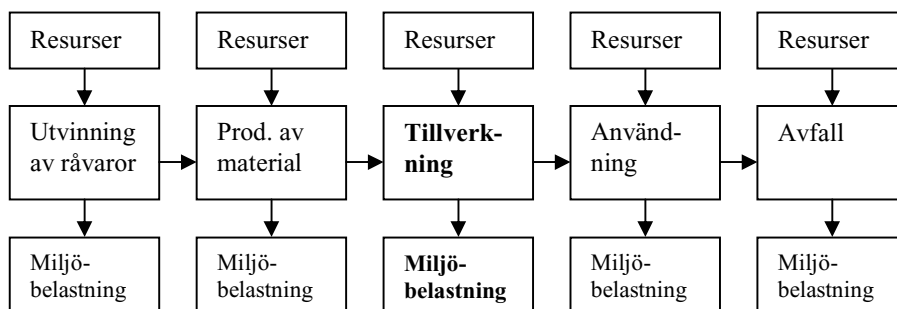 Resurser
Resurser
Resurser
Resurser
Resurser
Utvinning
av råvaror
Prod. av
material
Tillverk-
ning
Använd-
ning
Avfall
Miljö-
belastning
Miljö-
belastning
Miljö-
belastning
Miljö-
belastning
Miljö-
belastning